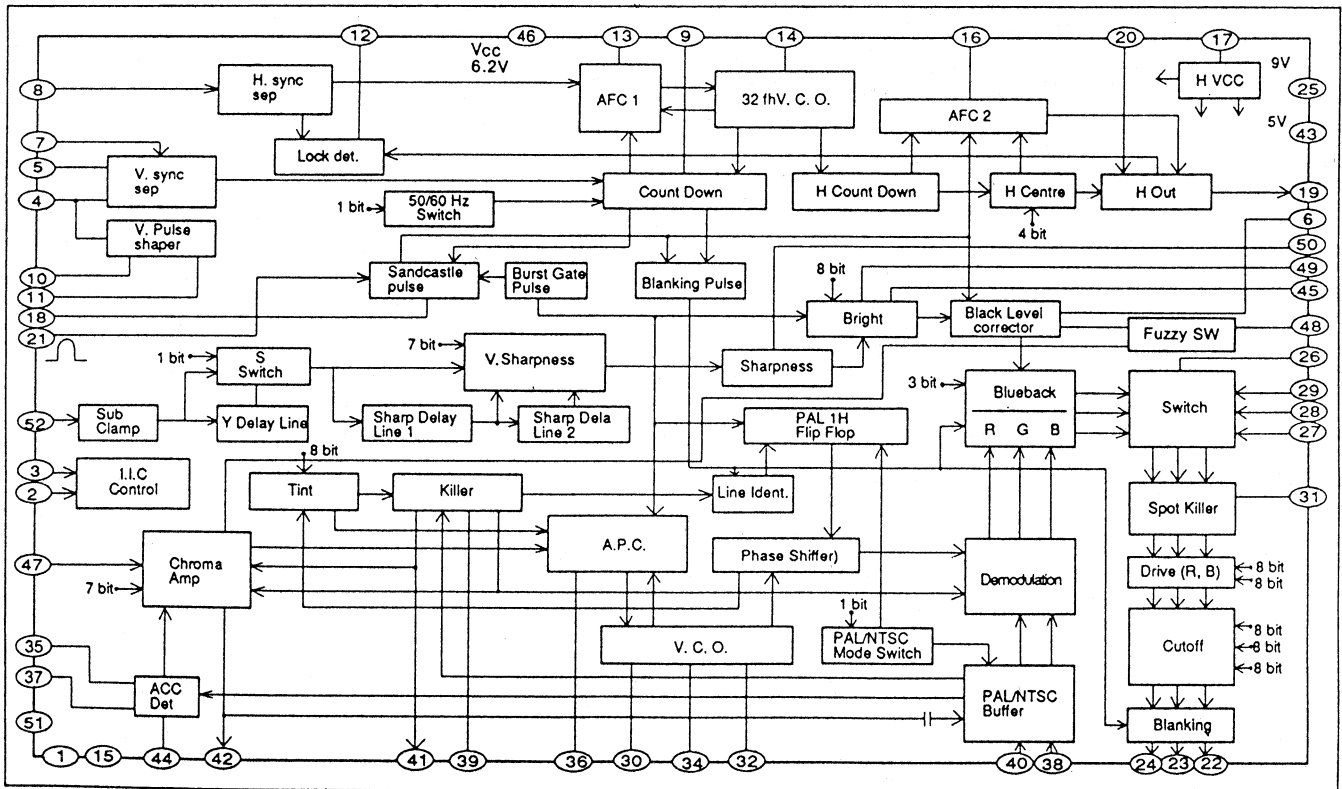 12 46 13 9 14 16 20 17
Vcc
6.2V
9V
8
H. sync
sep
AFC 1
32 fhV. C. O.
H VCC
25
AFC 2
5V
43
7
5
4
V. sync
sep
Lock det.
Count Down
H Count Down
H Centre
H Out
19
1 bit
50/60 Hz
Switch
4 bit
6
V. Pulse
shaper
50
10
11
18
21
Sandcastle
pulse
Burst Gate
Pulse
Blanking Pulse
8 bit
49
45
Bright
Black Level
corrector
48
Fuzzy SW
1 bit
S
Switch
7 bit
V.Sharpness
Sharpness
26
3 bit
Blueback
R G B
Switch
29
28
27
52
Sub
Clamp
Y Delay Line
Sharp Delay
Line 1
Sharp Dela
Line 2
PAL 1H
Flip Flop
3
2
I.I.C
Control
8 bit
Tint
Killer
Line Ident.
Spot Killer
31
47
7 bit
Chroma
Amp
A.P.C.
Phase Shiffer)
Demodulation
Drive (R, B)
8 bit
8 bit
1 bit
V. C. O.
PAL/NTSC
Mode Switch
Cutoff
8 bit
8 bit
8 bit
35
37
51
ACC
Det
PAL/NTSC
Buffer
Blanking
1 15 44 42 41 39 36 30 34 32 40 38 24 23 22